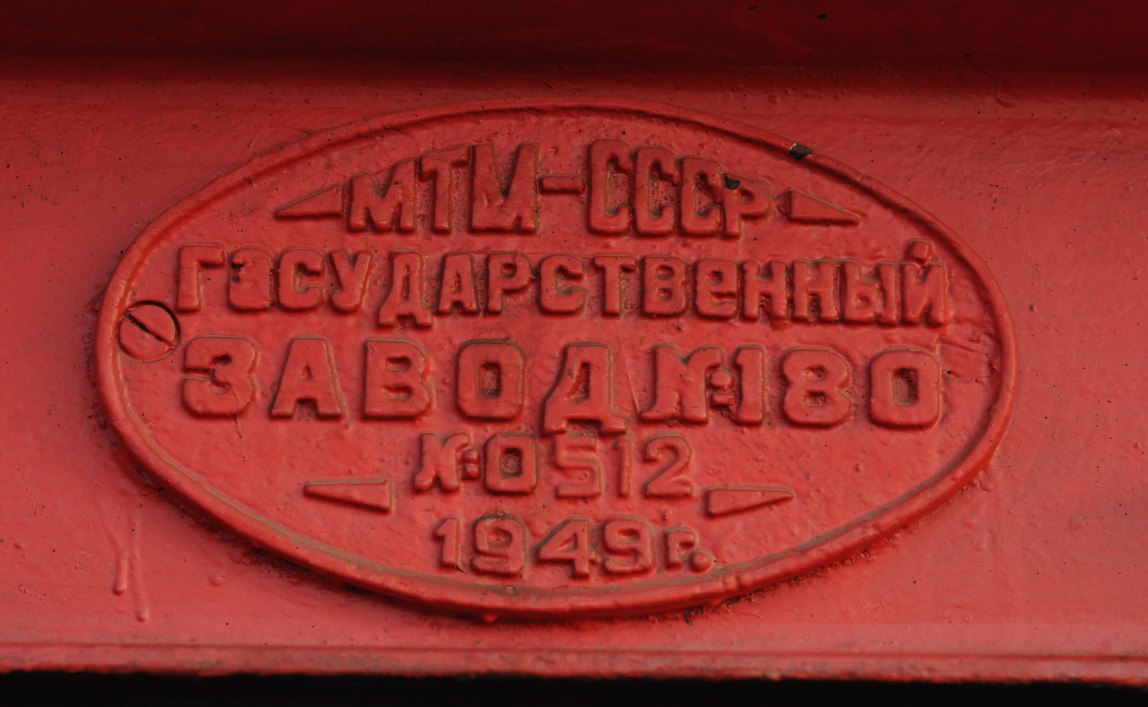 МТМ-СССР
ГОСУДАРСТВЕННЫЙ
ЗАВОД №180
№0512
1949г.